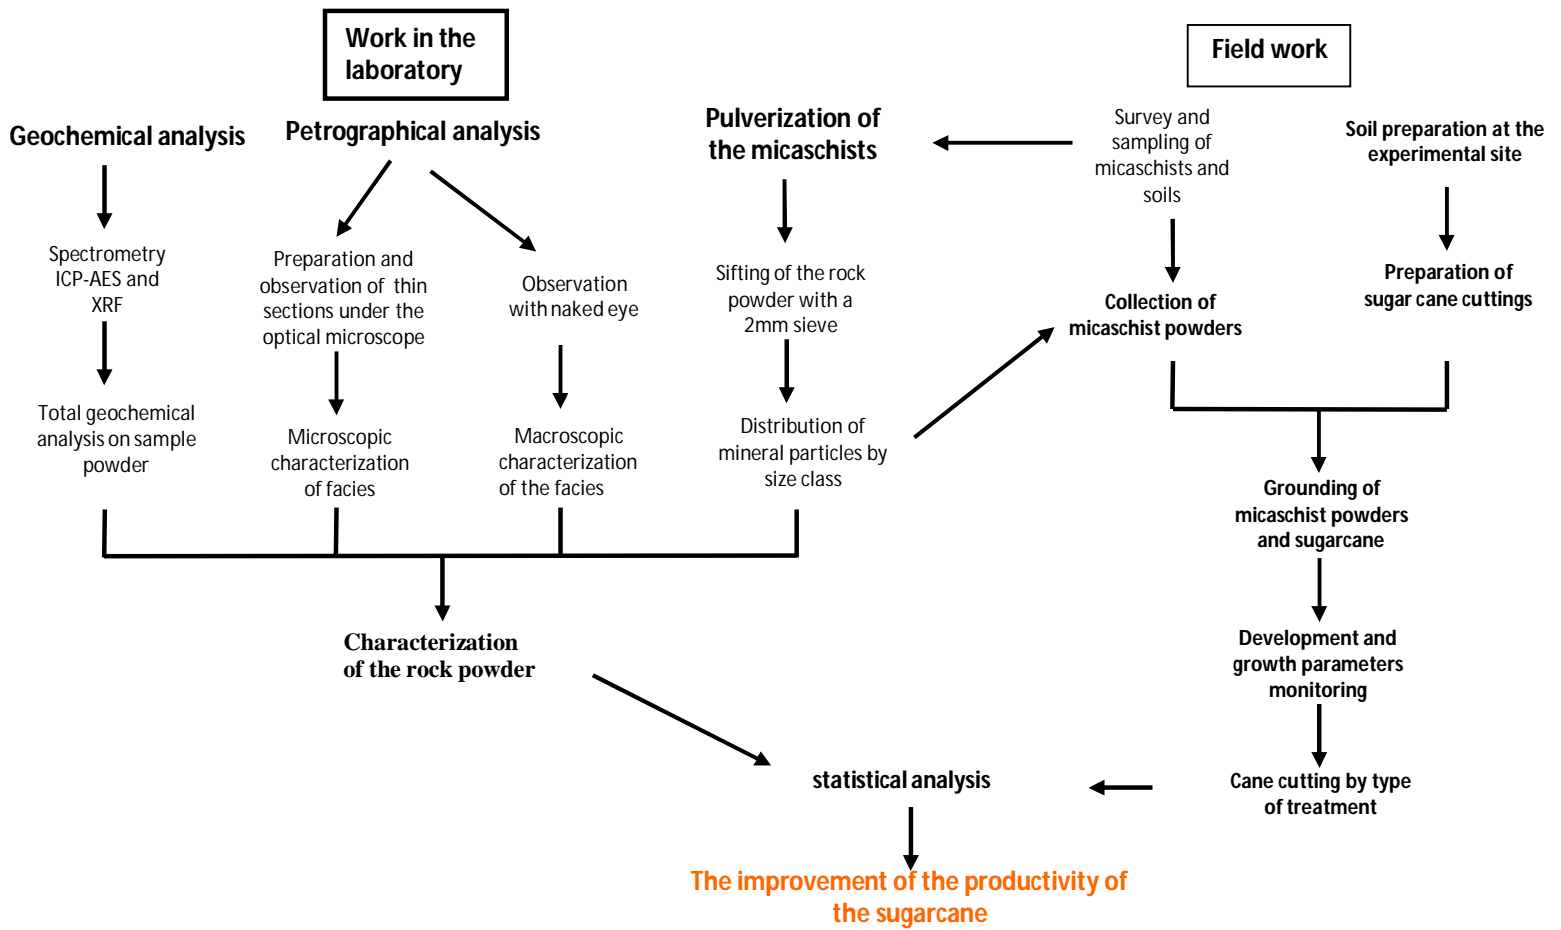 Work in the
laboratory
Field work
Geochemical analysis
Petrographical analysis
Pulverization of
the micaschists
Survey and
sampling of
micaschists and
soils
Soil preparation at the
experimental site
Spectrometry
ICP-AES and
XRF
Preparation and
observation of thin
sections under the
optical microscope
Observation
with naked eye
Sifting of the rock
powder with a
2mm sieve
Collection of
micaschist powders
Preparation of
sugar cane cuttings
Total geochemical
analysis on sample
powder
Microscopic
characterization
of facies
Macroscopic
characterization
of the facies
Distribution of
mineral particles by
size class
Grounding of
micaschist powders
and sugarcane
Characterization
of the rock powder
Development and
growth parameters
monitoring
statistical analysis
Cane cutting by type
of treatment
The improvement of the productivity of
the sugarcane